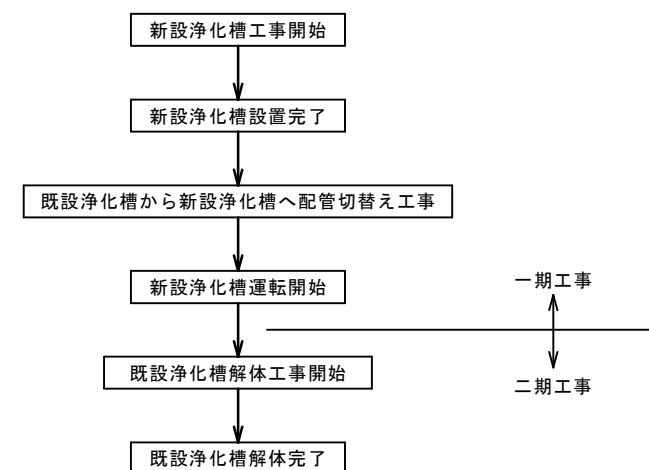 新設浄化槽工事開始
新設浄化槽設置完了
既設浄化槽から新設浄化槽へ配管切替え工事
新設浄化槽運転開始
一期工事
既設浄化槽解体工事開始
二期工事
既設浄化槽解体完了